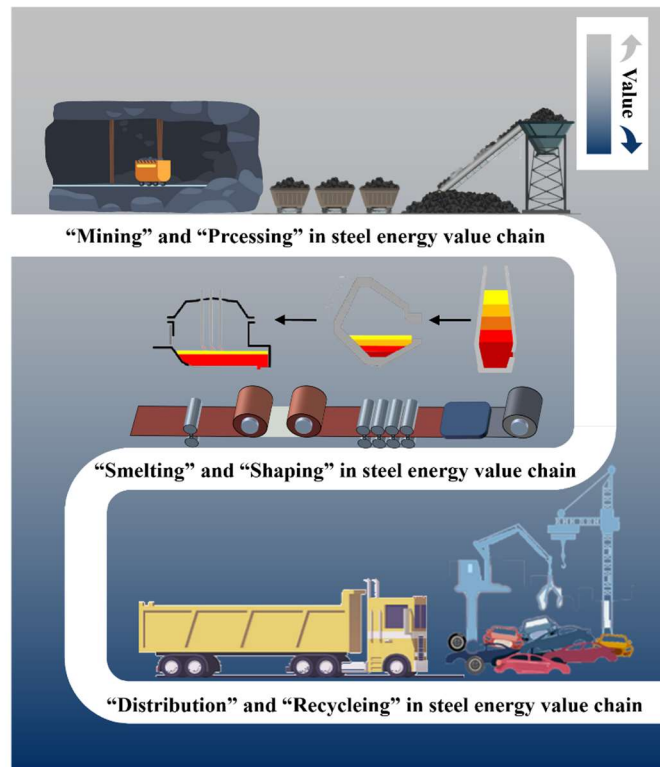 Value
“Mining” and “Prcessing” in steel energy value chain
“Smelting” and “Shaping” in steel energy value chain
“Distribution” and “Recycleing” in steel energy value chain